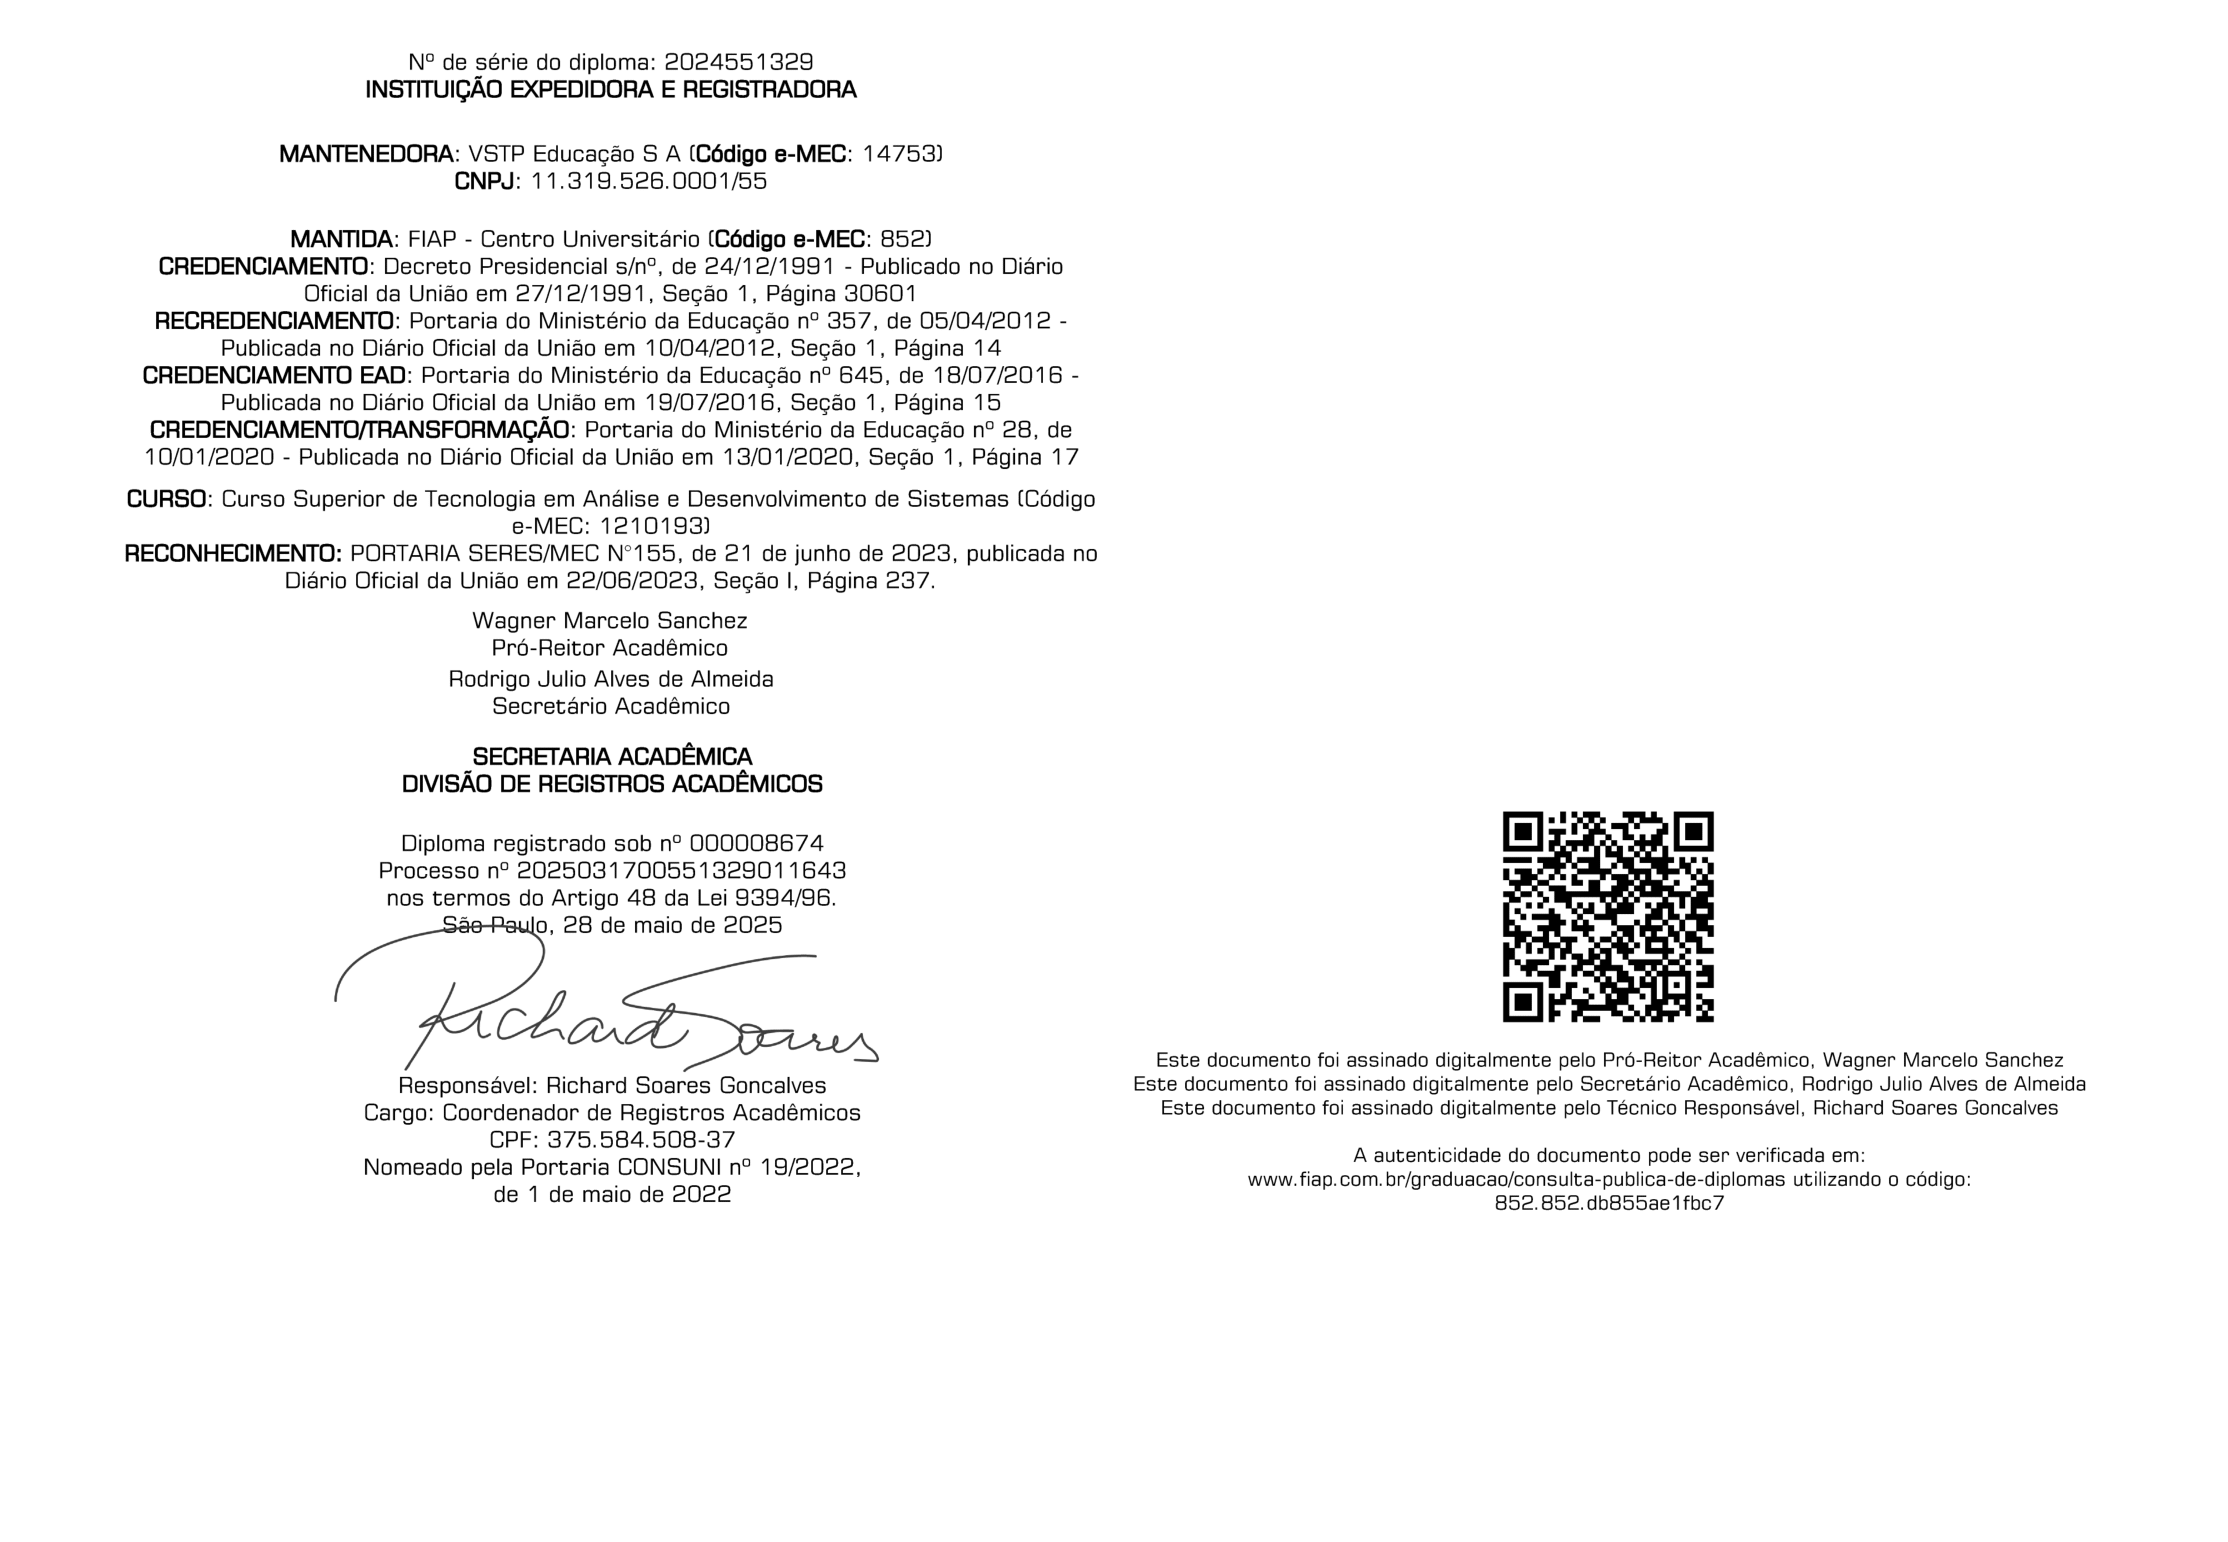 Nº de série do diploma: 2024551329
INSTITUIÇÃO EXPEDIDORA E REGISTRADORA
MANTENEDORA: VSTP Educação S A (Código e-MEC: 14753)
CNPJ: 11.319.526.0001/55
MANTIDA: FIAP - Centro Universitário (Código e-MEC: 852)
CREDENCIAMENTO: Decreto Presidencial s/nº, de 24/12/1991 - Publicado no Diário
Oficial da União em 27/12/1991, Seção 1, Página 30601
RECREDENCIAMENTO: Portaria do Ministério da Educação nº 357, de 05/04/2012 -
Publicada no Diário Oficial da União em 10/04/2012, Seção 1, Página 14
CREDENCIAMENTO EAD: Portaria do Ministério da Educação nº 645, de 18/07/2016 -
Publicada no Diário Oficial da União em 19/07/2016, Seção 1, Página 15
CREDENCIAMENTO/TRANSFORMAÇÃO: Portaria do Ministério da Educação nº 28, de
10/01/2020 - Publicada no Diário Oficial da União em 13/01/2020, Seção 1, Página 17
CURSO: Curso Superior de Tecnologia em Análise e Desenvolvimento de Sistemas (Código
e-MEC: 1210193)
RECONHECIMENTO: PORTARIA SERES/MEC N°155, de 21 de junho de 2023, publicada no
Diário Oficial da União em 22/06/2023, Seção I, Página 237.
Wagner Marcelo Sanchez
Pró-Reitor Acadêmico
Rodrigo Julio Alves de Almeida
Secretário Acadêmico
SECRETARIA ACADÊMICA
DIVISÃO DE REGISTROS ACADÊMICOS
Diploma registrado sob nº 000008674
Processo nº 2025031700551329011643
nos termos do Artigo 48 da Lei 9394/96.
São Paulo, 28 de maio de 2025
Richard Soares
Responsável: Richard Soares Goncalves
Cargo: Coordenador de Registros Acadêmicos
CPF: 375.584.508-37
Nomeado pela Portaria CONSUNI nº 19/2022,
de 1 de maio de 2022
Este documento foi assinado digitalmente pelo Pró-Reitor Acadêmico, Wagner Marcelo Sanchez
Este documento foi assinado digitalmente pelo Secretário Acadêmico, Rodrigo Julio Alves de Almeida
Este documento foi assinado digitalmente pelo Técnico Responsável, Richard Soares Goncalves
A autenticidade do documento pode ser verificada em:
www.fiap.com.br/graduacao/consulta-publica-de-diplomas utilizando o código:
852.852.db855ae1fbc7